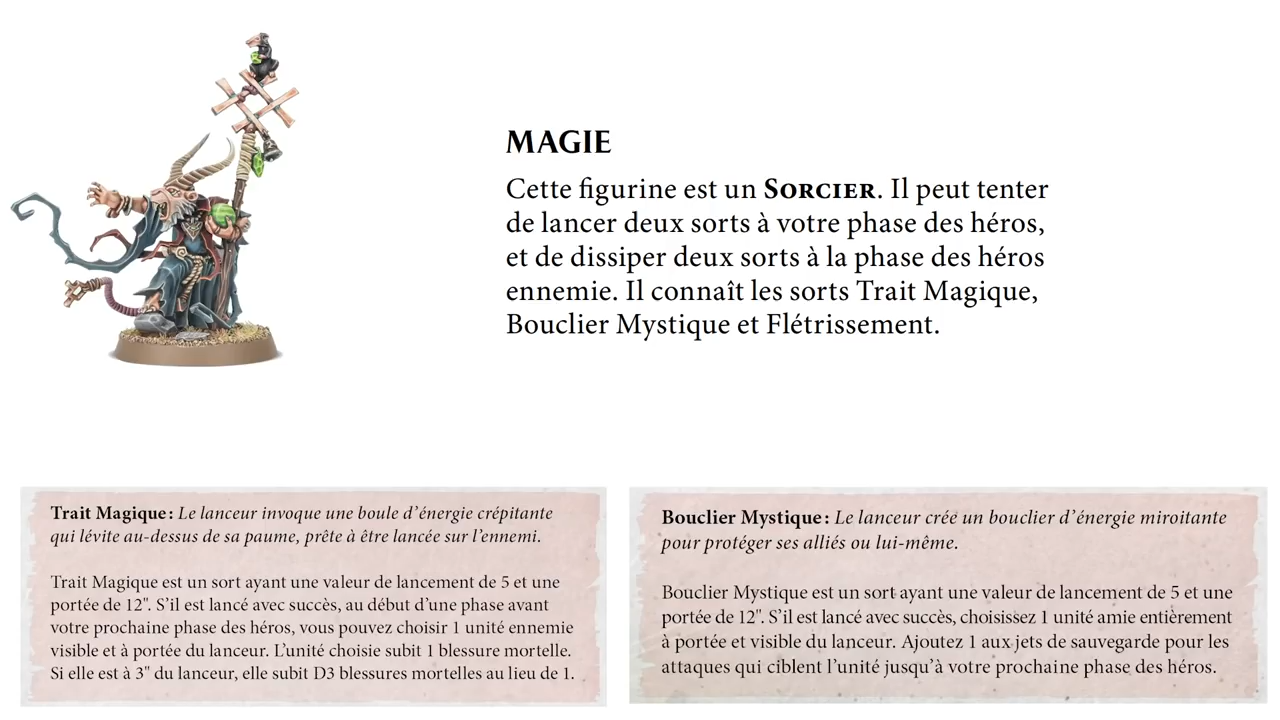 MAGIE
Cette figurine est un Sorcier. Il peut tenter
de lancer deux sorts à votre phase des héros,
et de dissiper deux sorts à la phase des héros
ennemie. Il connaît les sorts Trait Magique,
Bouclier Mystique et Flétrissement.
Trait Magique : Le lanceur invoque une boule d’énergie crépitante
qui lévite au-dessus de sa paume, prête à être lancée sur l’ennemi.
Trait Magique est un sort ayant une valeur de lancement de 5 et une
portée de 12". S’il est lancé avec succès, au début d’une phase avant
votre prochaine phase des héros, vous pouvez choisir 1 unité ennemie
visible et à portée du lanceur. L’unité choisie subit 1 blessure mortelle.
Si elle est à 3" du lanceur, elle subit D3 blessures mortelles au lieu de 1.
Bouclier Mystique : Le lanceur crée un bouclier d’énergie miroitante
pour protéger ses alliés ou lui-même.
Bouclier Mystique est un sort ayant une valeur de lancement de 5 et une
portée de 12". S’il est lancé avec succès, choisissez 1 unité amie entièrement
à portée et visible du lanceur. Ajoutez 1 aux jets de sauvegarde pour les
attaques qui ciblent l’unité jusqu’à votre prochaine phase des héros.